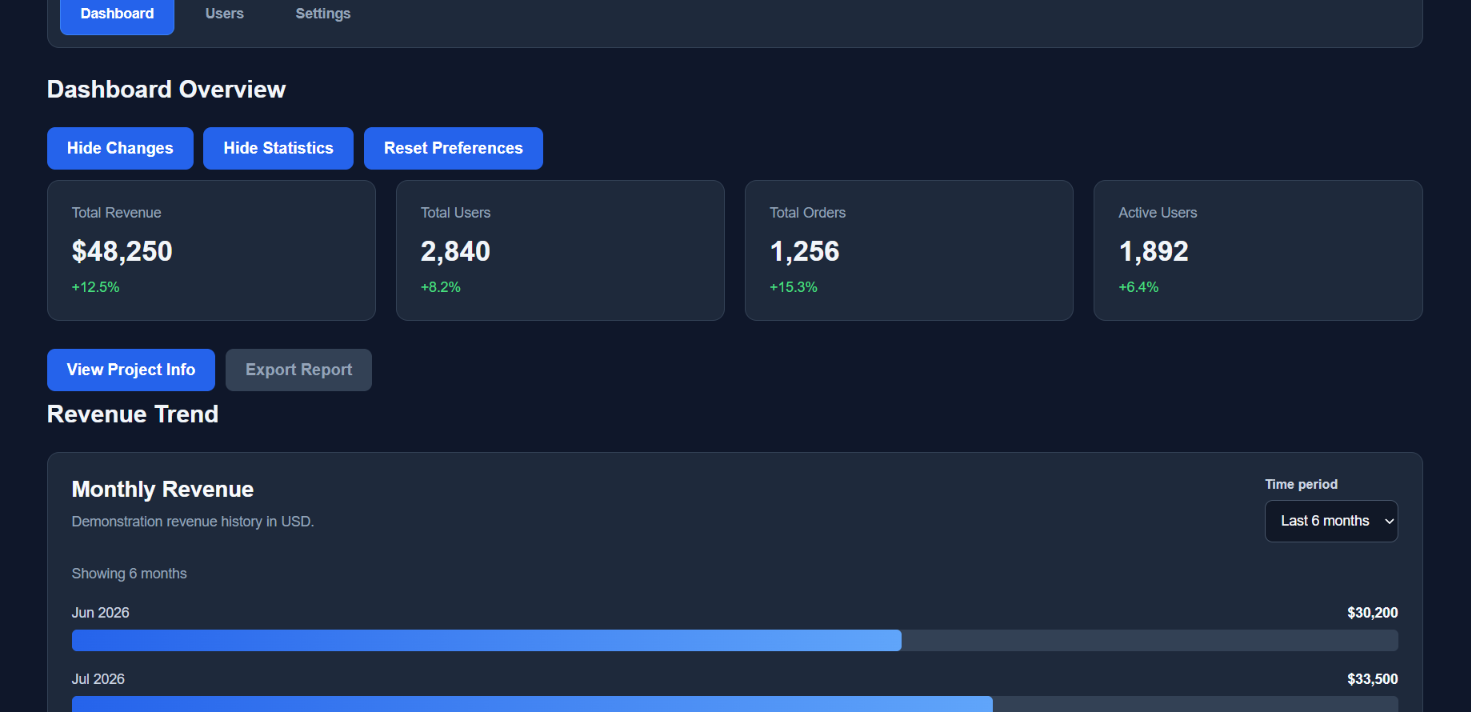 Dashboard Users Settings
Dashboard Overview
Hide Changes Hide Statistics Reset Preferences
Total Revenue
$48,250
+12.5%
Total Users
2,840
+8.2%
Total Orders
1,256
+15.3%
Active Users
1,892
+6.4%
View Project Info Export Report
Revenue Trend
Monthly Revenue
Demonstration revenue history in USD.
Time period
Last 6 months
Showing 6 months
Jun 2026 $30,200
Jul 2026 $33,500